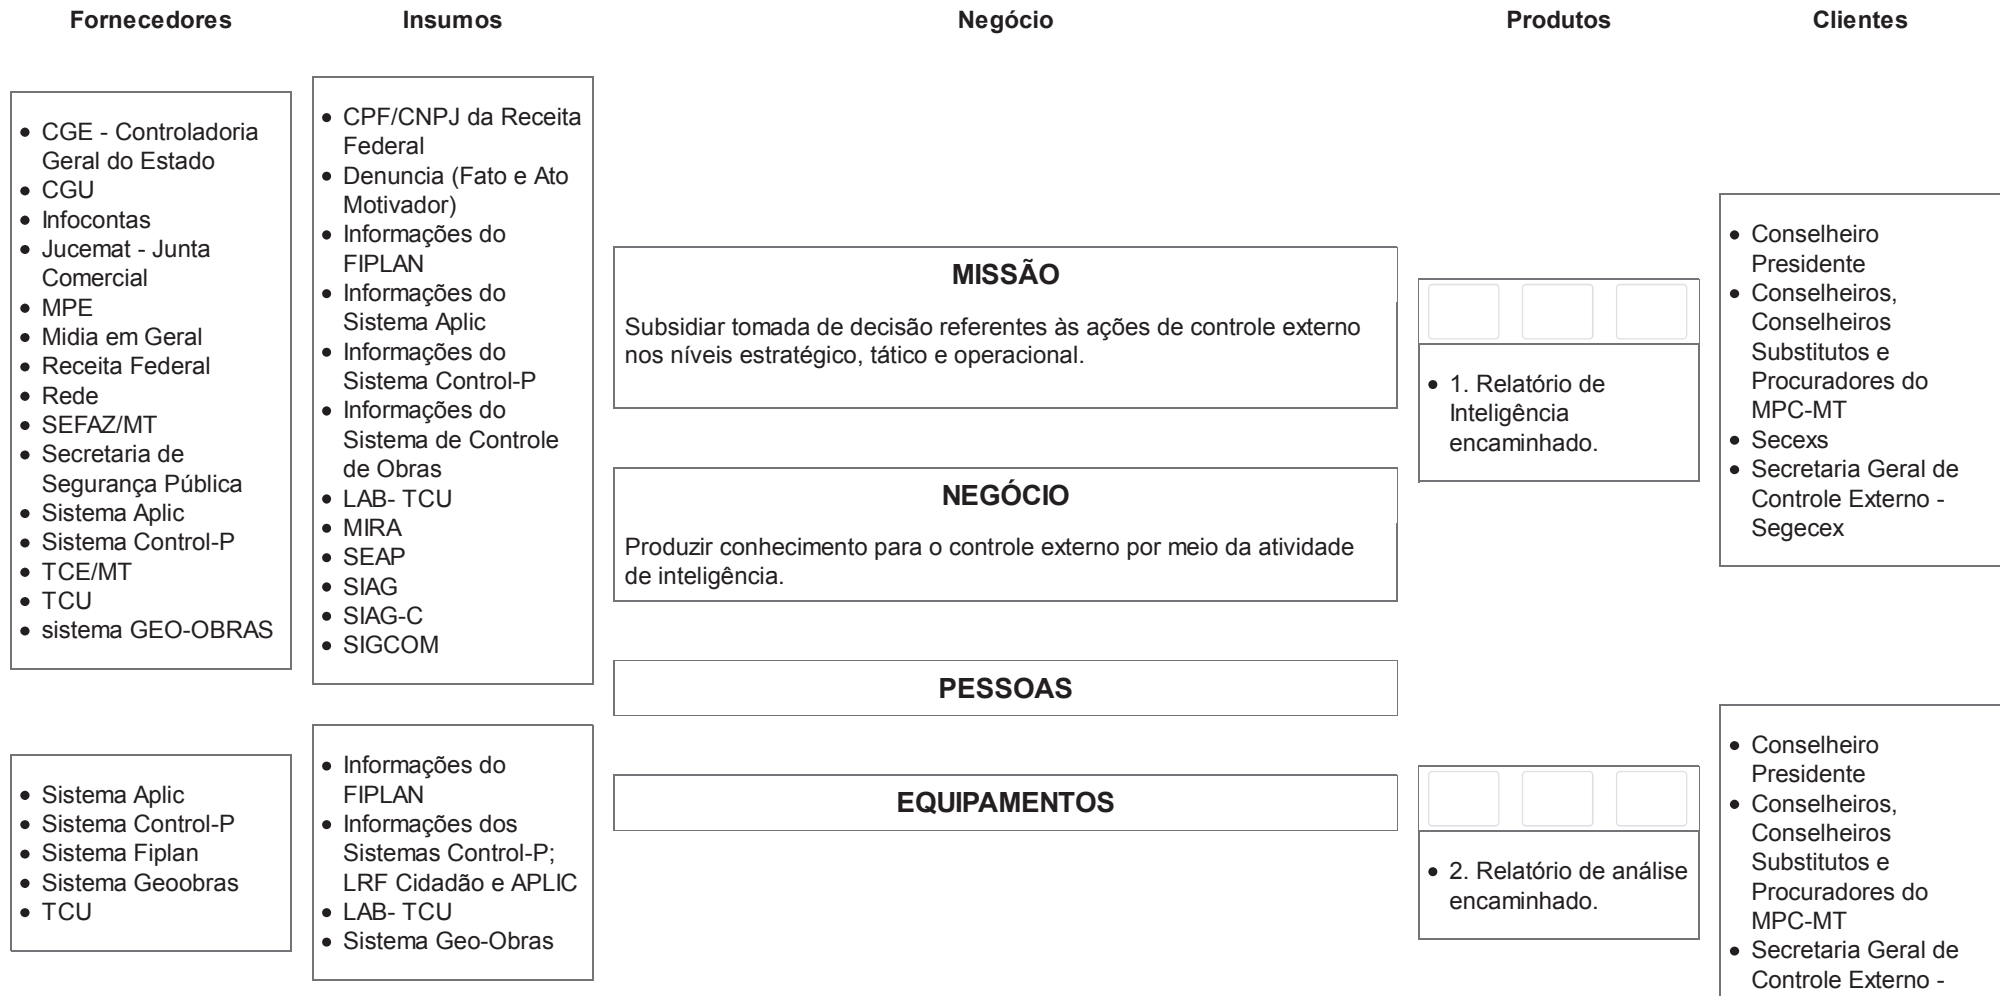 Fornecedores
Insumos
Negócio
Produtos
Clientes
• CGE - Controladoria
Geral do Estado
• CGU
• Infocontas
• Jucemat - Junta
Comercial
• MPE
• Midia em Geral
• Receita Federal
• Rede
• SEFAZ/MT
• Secretaria de
Segurança Pública
• Sistema Aplic
• Sistema Control-P
• TCE/MT
• TCU
• sistema GEO-OBRAS
• CPF/CNPJ da Receita
Federal
• Denuncia (Fato e Ato
Motivador)
• Informações do
FIPLAN
• Informações do
Sistema Aplic
• Informações do
Sistema Control-P
• Informações do
Sistema de Controle
de Obras
• LAB- TCU
• MIRA
• SEAP
• SIAG
• SIAG-C
• SIGCOM
MISSÃO
Subsidiar tomada de decisão referentes às ações de controle externo
nos níveis estratégico, tático e operacional.
NEGÓCIO
Produzir conhecimento para o controle externo por meio da atividade
de inteligência.
PESSOAS
EQUIPAMENTOS
• 1. Relatório de
Inteligência
encaminhado.
• Conselheiro
Presidente
• Conselheiros,
Conselheiros
Substitutos e
Procuradores do
MPC-MT
• Secexs
• Secretaria Geral de
Controle Externo -
Segecex
• Sistema Aplic
• Sistema Control-P
• Sistema Fiplan
• Sistema Geoobras
• TCU
• Informações do
FIPLAN
• Informações dos
Sistemas Control-P;
LRF Cidadão e APLIC
• LAB- TCU
• Sistema Geo-Obras
• 2. Relatório de análise
encaminhado.
• Conselheiro
Presidente
• Conselheiros,
Conselheiros
Substitutos e
Procuradores do
MPC-MT
• Secretaria Geral de
Controle Externo -